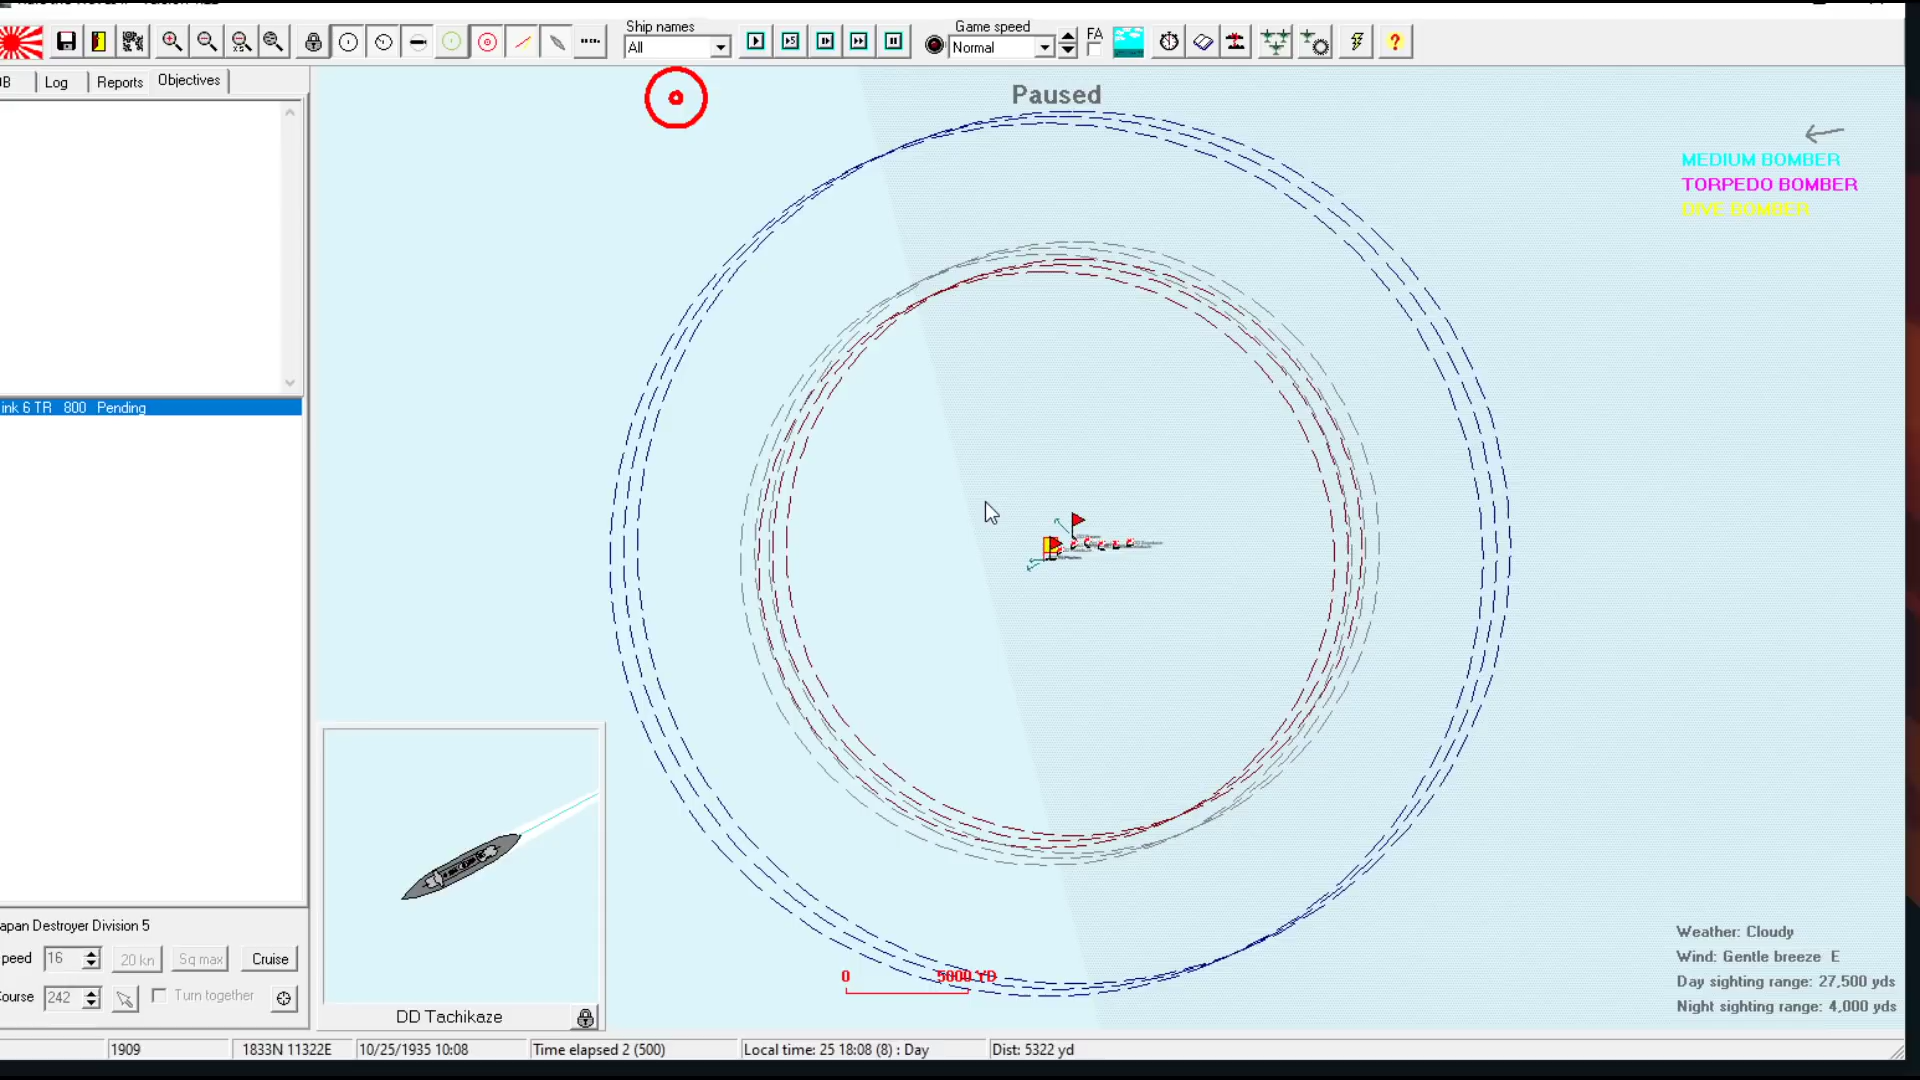 Ship names
All
Game speed
Normal
FA
x5
?
OB
Log
Reports
Objectives
Paused
MEDIUM BOMBER
TORPEDO BOMBER
DIVE BOMBER
ink 6 TR 800 Pending
apan Destroyer Division 5
peed 16 20 kn Sq max Cruise
ourse 242 Turn together
DD Tachikaze
0 5000 YD
Weather: Cloudy
Wind: Gentle breeze E
Day sighting range: 27,500 yds
Night sighting range: 4,000 yds
1909
1833N 11322E
10/25/1935 10:08
Time elapsed 2 (500)
Local time: 25 18:08 (8) : Day
Dist: 5322 yd